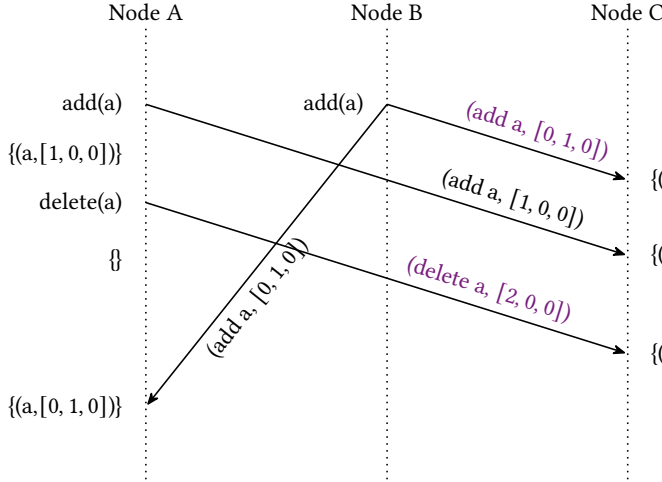 Node A Node B Node C
add(a) add(a) (add a, [0, 1, 0])
{(a,[1, 0, 0])} (add a, [1, 0, 0])
{(
delete(a)
{} (add a, [0, 1, 0]) (delete a, [2, 0, 0])
{(
{(
{(a,[0, 1, 0])}